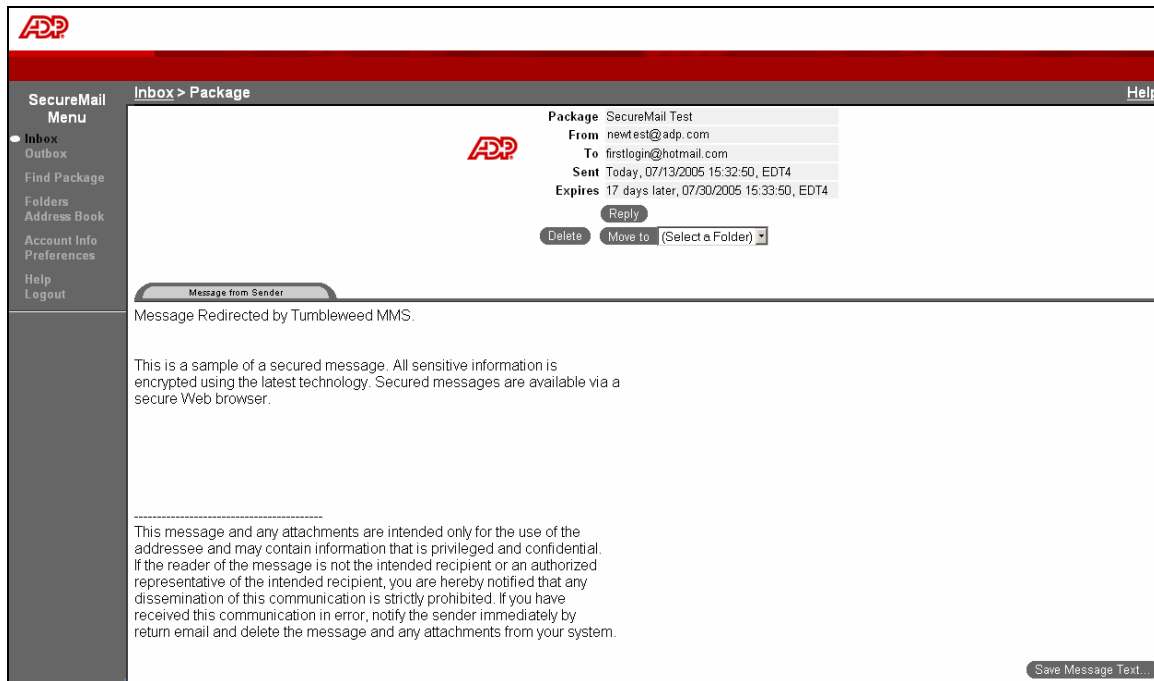 ADP
SecureMail
Menu
Inbox
Outbox
Find Package
Folders
Address Book
Account Info
Preferences
Help
Logout
Inbox > Package
Help
ADP
Package SecureMail Test
From newtest@adp.com
To firstlogin@hotmail.com
Sent Today, 07/13/2005 15:32:50, EDT4
Expires 17 days later, 07/30/2005 15:33:50, EDT4
Reply
Delete Move to (Select a Folder)
Message from Sender
Message Redirected by Tumbleweed MMS.
This is a sample of a secured message. All sensitive information is
encrypted using the latest technology. Secured messages are available via a
secure Web browser.
-----------------------------------------
This message and any attachments are intended only for the use of the
addressee and may contain information that is privileged and confidential.
If the reader of the message is not the intended recipient or an authorized
representative of the intended recipient, you are hereby notified that any
dissemination of this communication is strictly prohibited. If you have
received this communication in error, notify the sender immediately by
return email and delete the message and any attachments from your system.
Save Message Text...